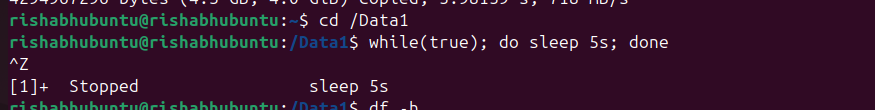 4294967296 bytes (4.3 GB, 4.0 GiB) copied, 5.98139 s, 718 MB/s
rishabhubuntu@rishabhubuntu:~$ cd /Data1
rishabhubuntu@rishabhubuntu:/Data1$ while(true); do sleep 5s; done
^Z
[1]+  Stopped                 sleep 5s
rishabhubuntu@rishabhubuntu:/Data1$ df -h